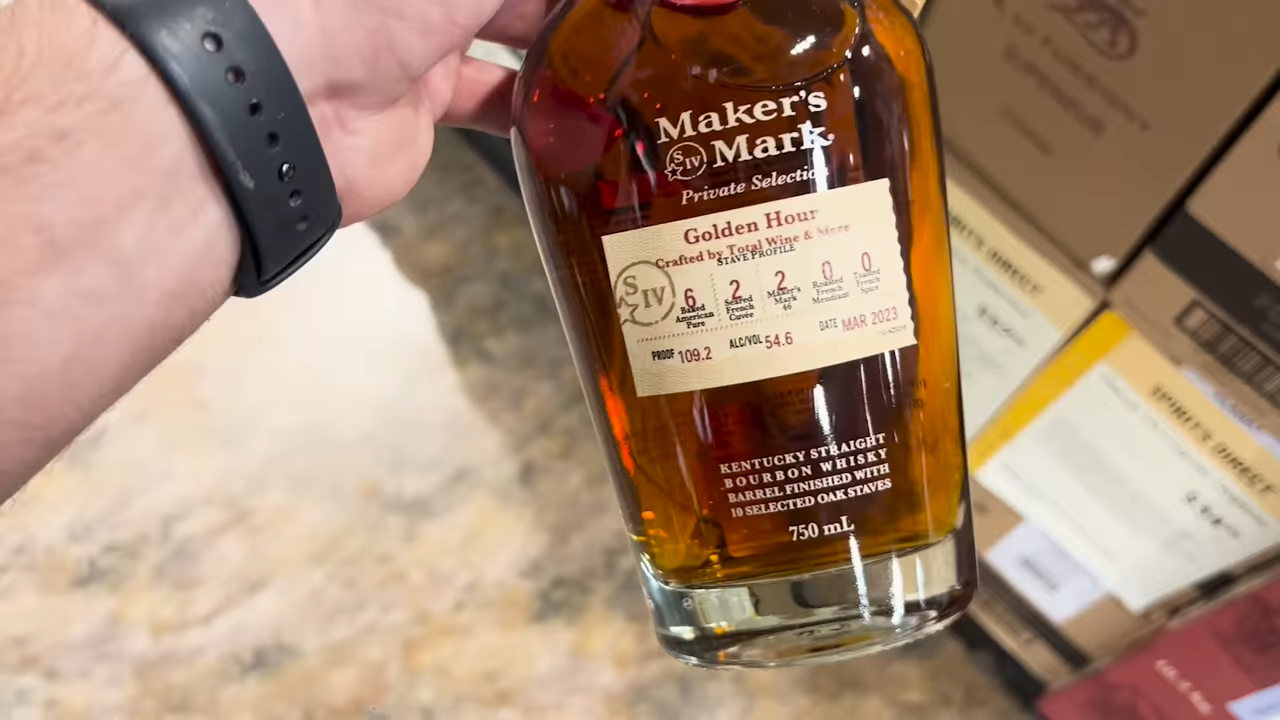 Maker's
S IV Mark
Private Selection
Golden Hour
Crafted by Total Wine & More
STAVE PROFILE
S IV
6 2 2 0 0
Baked American Pure
Seared French Cuvée
Maker's Mark 46
Roasted French Mendiant
Toasted French Spice
PROOF 109.2 ALC/VOL 54.6 DATE MAR 2023
KENTUCKY STRAIGHT
BOURBON WHISKY
BARREL FINISHED WITH
10 SELECTED OAK STAVES
750 mL
SPIRITS DIRECT
SPIRITS DIRECT